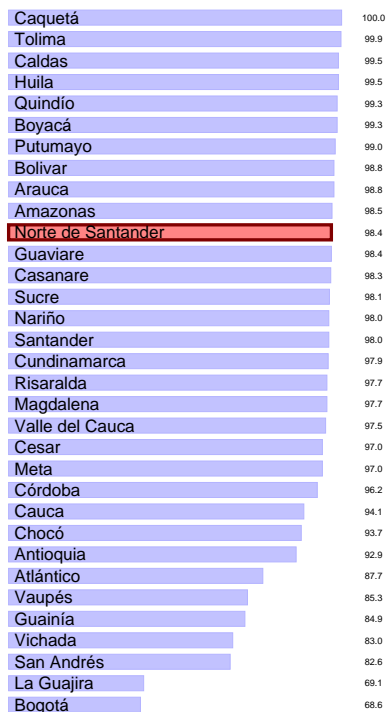 Caquetá 100.0
Tolima 99.9
Caldas 99.5
Huila 99.5
Quindío 99.3
Boyacá 99.3
Putumayo 99.0
Bolivar 98.8
Arauca 98.8
Amazonas 98.5
Norte de Santander 98.4
Guaviare 98.4
Casanare 98.3
Sucre 98.1
Nariño 98.0
Santander 98.0
Cundinamarca 97.9
Risaralda 97.7
Magdalena 97.7
Valle del Cauca 97.5
Cesar 97.0
Meta 97.0
Córdoba 96.2
Cauca 94.1
Chocó 93.7
Antioquia 92.9
Atlántico 87.7
Vaupés 85.3
Guainía 84.9
Vichada 83.0
San Andrés 82.6
La Guajira 69.1
Bogotá 68.6